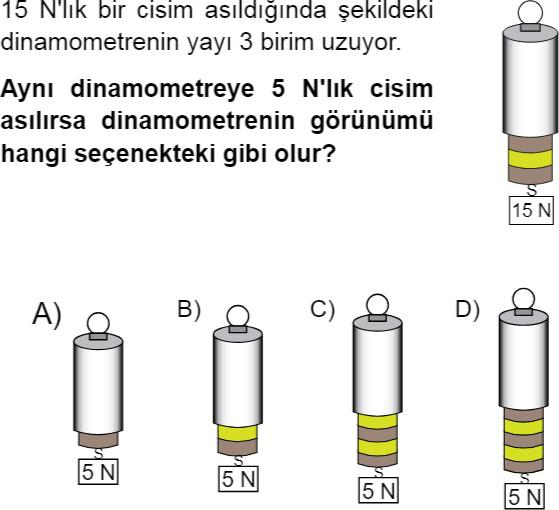 15 N'lık bir cisim asıldığında şekildeki
dinamometrenin yayı 3 birim uzuyor.
Aynı dinamometreye 5 N'lık cisim
asılırsa dinamometrenin görünümü
hangi seçenekteki gibi olur?
15 N
A)
B)
C)
D)
5 N
5 N
5 N
5 N